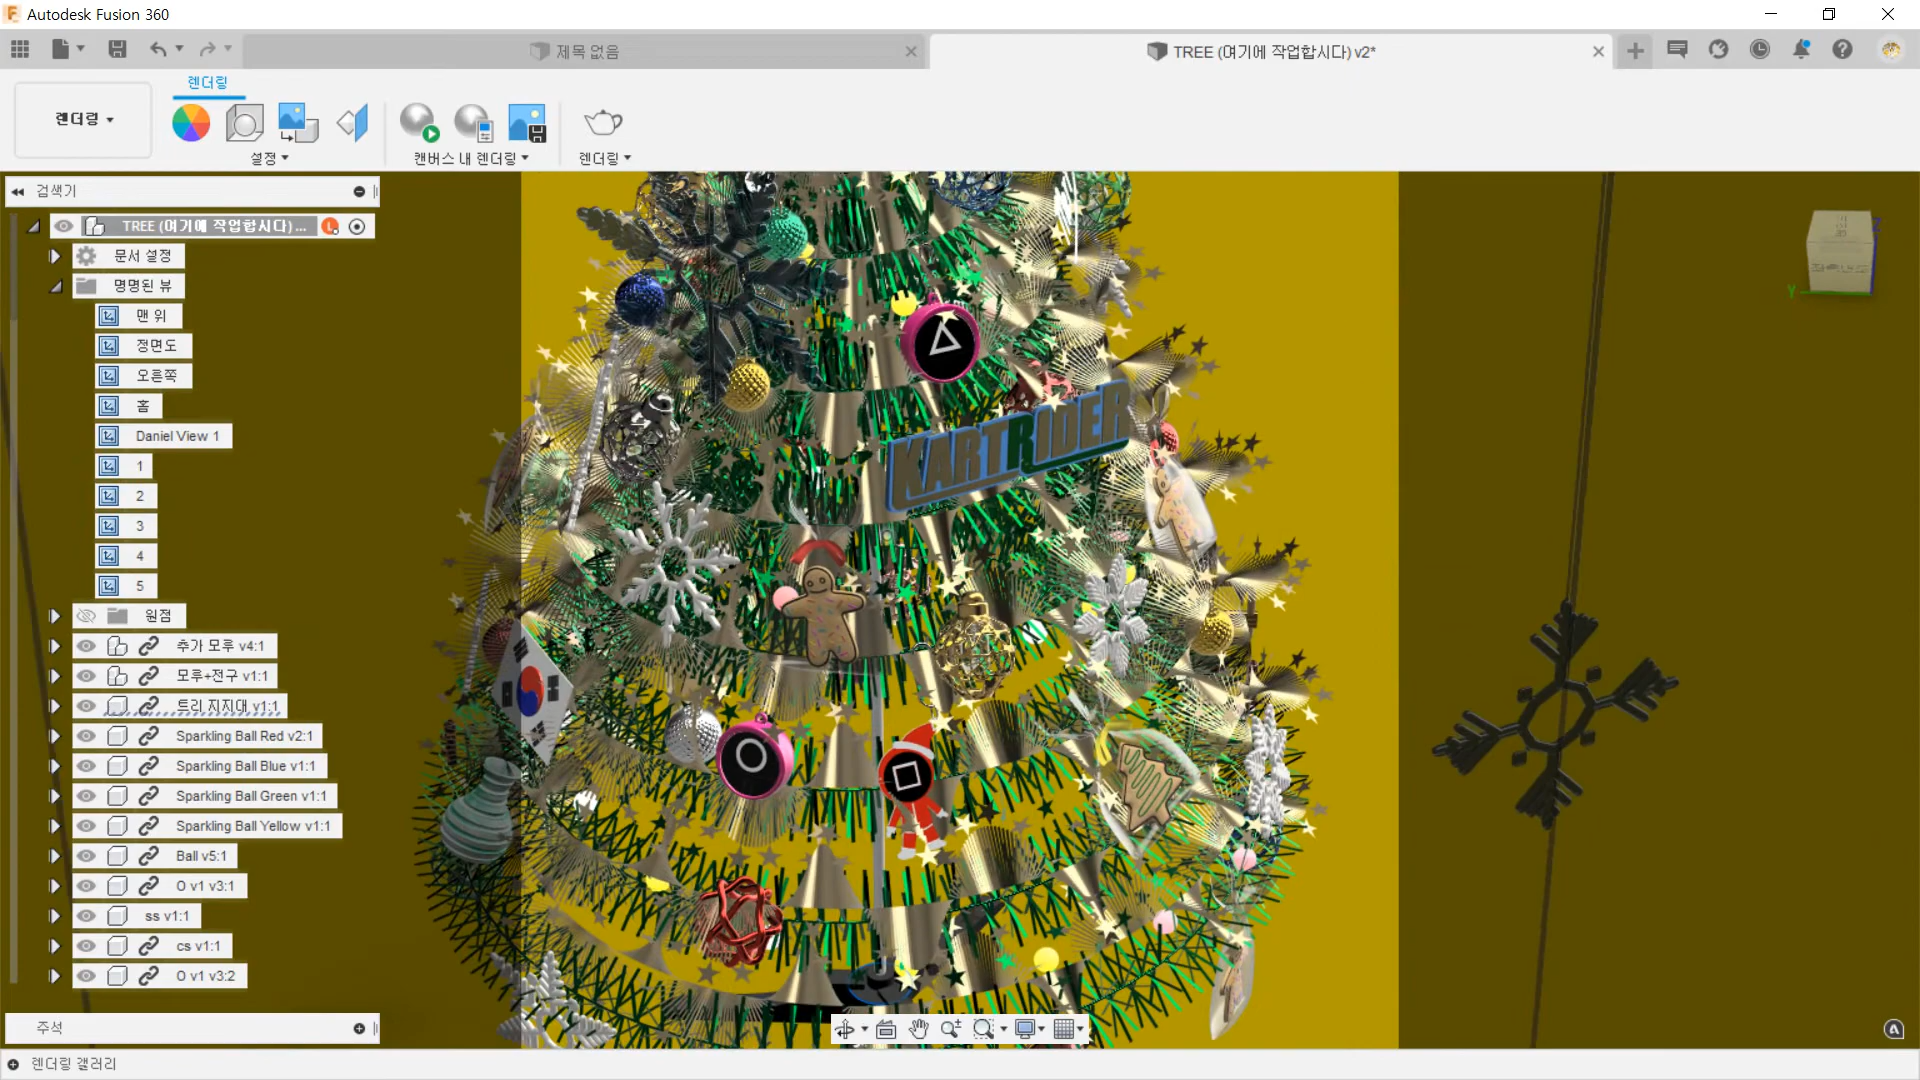 Autodesk Fusion 360
제목 없음
TREE (여기에 작업합시다) v2*
렌더링
렌더링
설정
캔버스 내 렌더링
렌더링
검색기
TREE (여기에 작업합시다) ...
문서 설정
명명된 뷰
맨 위
정면도
오른쪽
홈
Daniel View 1
1
2
3
4
5
원점
추가 모루 v4:1
모루+전구 v1:1
트리 지지대 v1:1
Sparkling Ball Red v2:1
Sparkling Ball Blue v1:1
Sparkling Ball Green v1:1
Sparkling Ball Yellow v1:1
Ball v5:1
O v1 v3:1
ss v1:1
cs v1:1
O v1 v3:2
KARTRIDER
Z
Y
주석
렌더링 갤러리